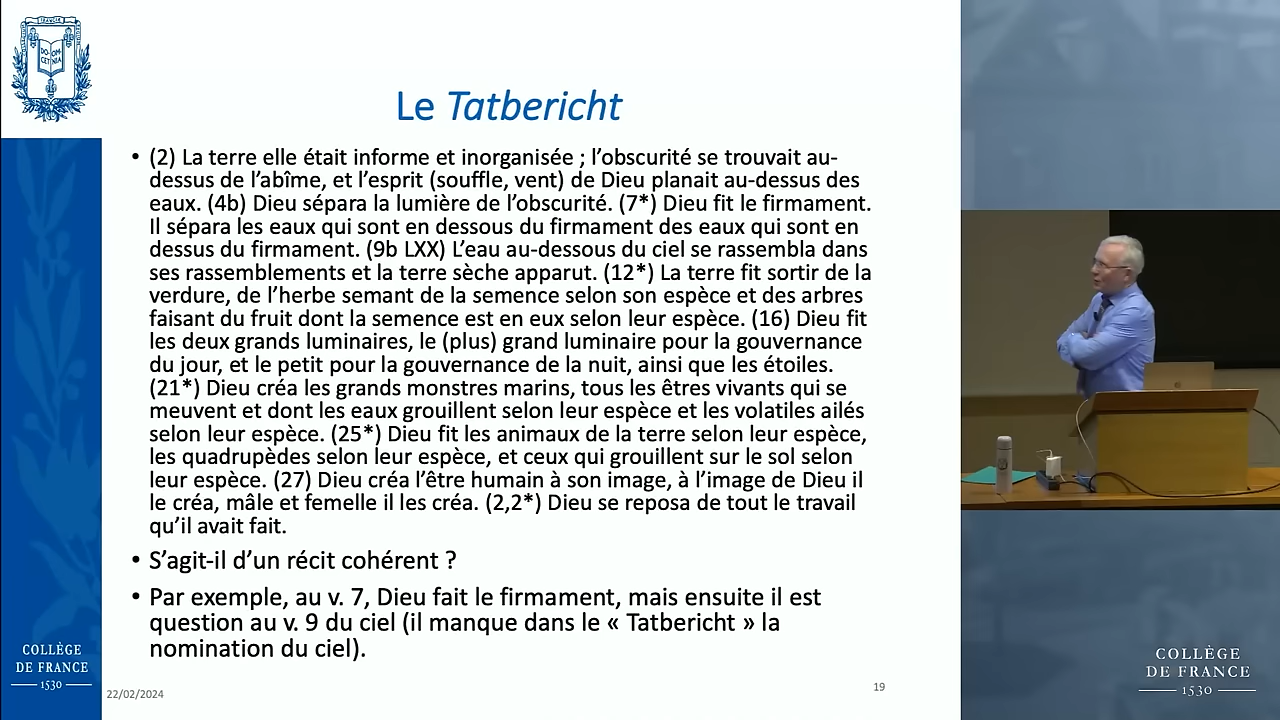 Le Tatbericht
• (2) La terre elle était informe et inorganisée ; l’obscurité se trouvait au-
dessus de l’abîme, et l’esprit (souffle, vent) de Dieu planait au-dessus des
eaux. (4b) Dieu sépara la lumière de l’obscurité. (7*) Dieu fit le firmament.
Il sépara les eaux qui sont en dessous du firmament des eaux qui sont en
dessus du firmament. (9b LXX) L’eau au-dessous du ciel se rassembla dans
ses rassemblements et la terre sèche apparut. (12*) La terre fit sortir de la
verdure, de l’herbe semant de la semence selon son espèce et des arbres
faisant du fruit dont la semence est en eux selon leur espèce. (16) Dieu fit
les deux grands luminaires, le (plus) grand luminaire pour la gouvernance
du jour, et le petit pour la gouvernance de la nuit, ainsi que les étoiles.
(21*) Dieu créa les grands monstres marins, tous les êtres vivants qui se
meuvent et dont les eaux grouillent selon leur espèce et les volatiles ailés
selon leur espèce. (25*) Dieu fit les animaux de la terre selon leur espèce,
les quadrupèdes selon leur espèce, et ceux qui grouillent sur le sol selon
leur espèce. (27) Dieu créa l’être humain à son image, à l’image de Dieu il
le créa, mâle et femelle il les créa. (2,2*) Dieu se reposa de tout le travail
qu’il avait fait.
• S’agit-il d’un récit cohérent ?
• Par exemple, au v. 7, Dieu fait le firmament, mais ensuite il est
question au v. 9 du ciel (il manque dans le « Tatbericht » la
nomination du ciel).
COLLÈGE
DE FRANCE
1530
22/02/2024
19
COLLÈGE
DE FRANCE
1530